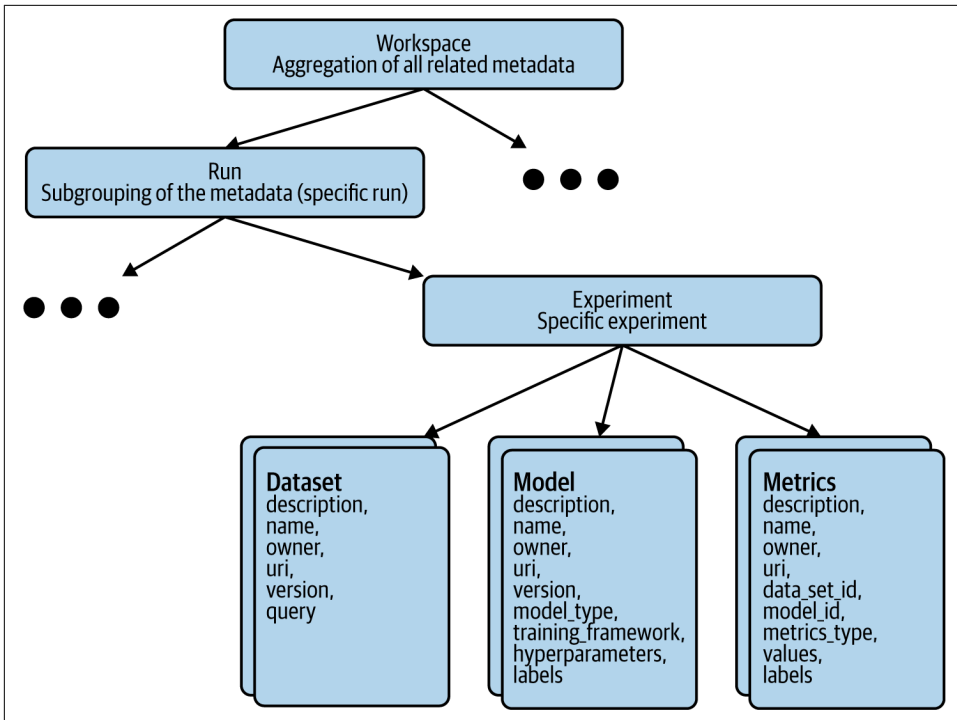 Workspace
Aggregation of all related metadata
Run
Subgrouping of the metadata (specific run)
Experiment
Specific experiment
Dataset
description,
name,
owner,
uri,
version,
query
Model
description,
name,
owner,
uri,
version,
model_type,
training_framework,
hyperparameters,
labels
Metrics
description,
name,
owner,
uri,
data_set_id,
model_id,
metrics_type,
values,
labels